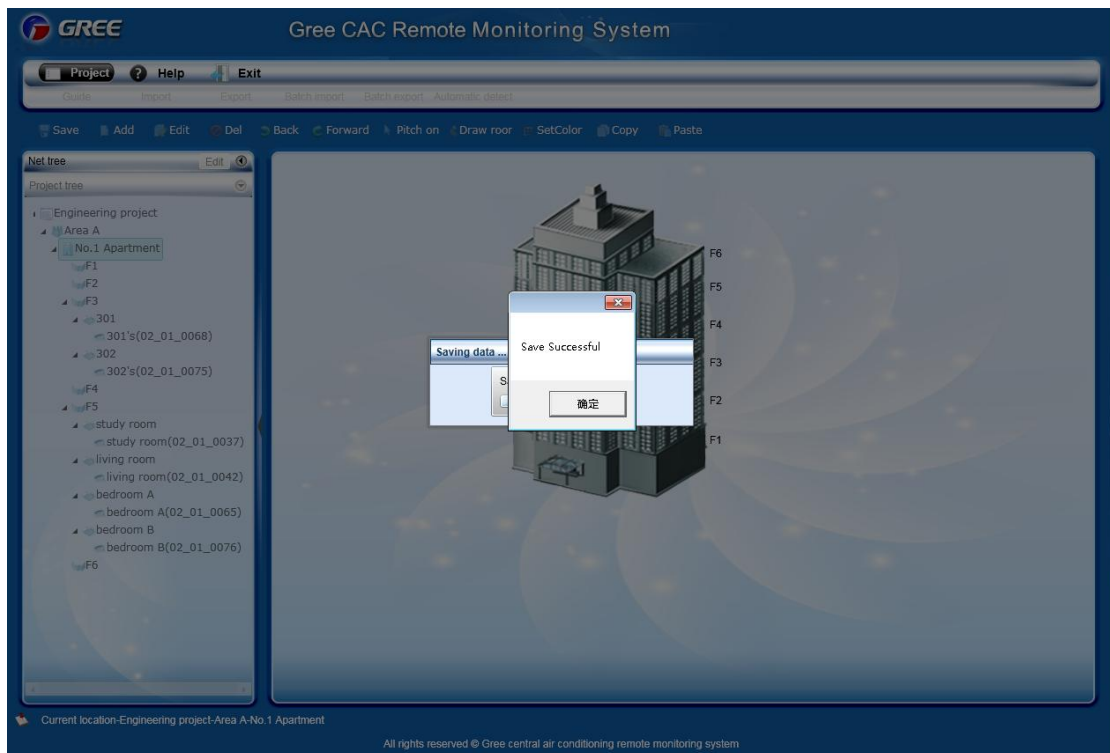 GREE
Gree CAC Remote Monitoring System
Project Help Exit
Guide Import Export Batch import Batch export Automatic detect
Save Add Edit Del Back Forward Pitch on Draw roor SetColor Copy Paste
Net tree Edit
Project tree
Engineering project
Area A
No.1 Apartment
F1
F2
F3
301
301's(02_01_0068)
302
302's(02_01_0075)
F4
F5
study room
study room(02_01_0037)
living room
living room(02_01_0042)
bedroom A
bedroom A(02_01_0065)
bedroom B
bedroom B(02_01_0076)
F6
F6
F5
F4
F3
F2
F1
Saving data ...
Save Successful
确定
Current location-Engineering project-Area A-No.1 Apartment
All rights reserved © Gree central air conditioning remote monitoring system